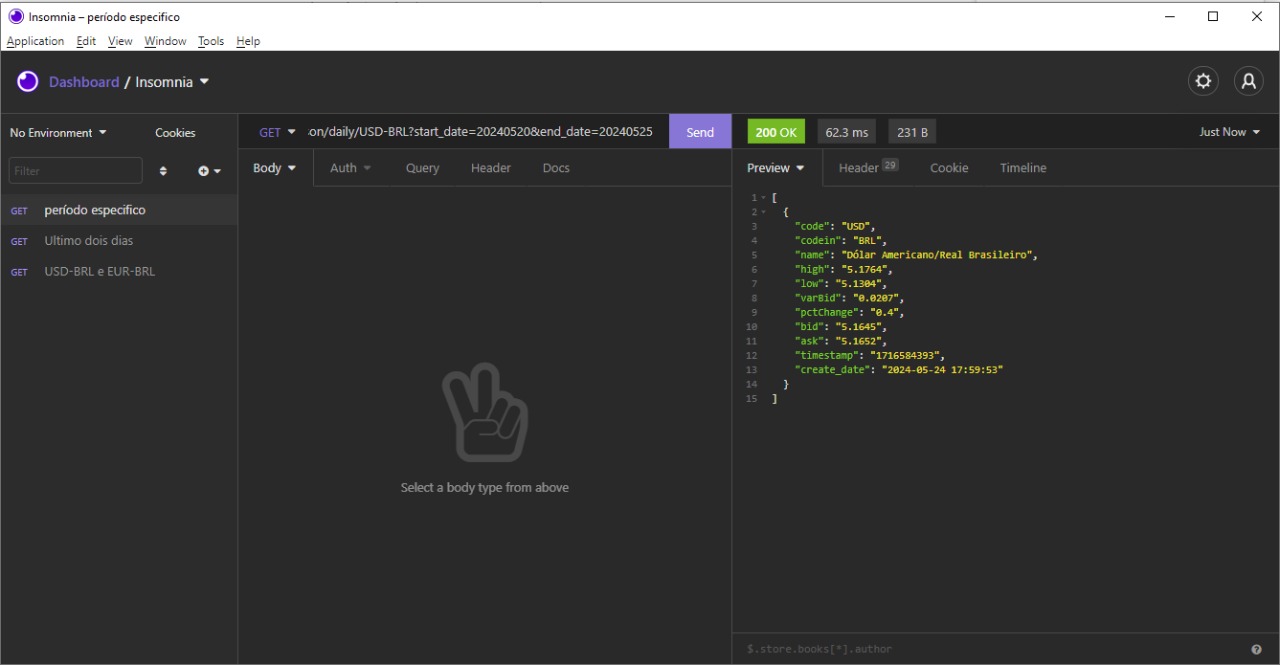 Insomnia – período especifico
Application Edit View Window Tools Help
Dashboard / Insomnia
No Environment Cookies
GET on/daily/USD-BRL?start_date=20240520&end_date=20240525 Send
200 OK 62.3 ms 231 B Just Now
Filter
Body Auth Query Header Docs
Preview Header 29 Cookie Timeline
GET período especifico
GET Ultimo dois dias
GET USD-BRL e EUR-BRL
Select a body type from above
1 [
2 {
3 "code": "USD",
4 "codein": "BRL",
5 "name": "Dólar Americano/Real Brasileiro",
6 "high": "5.1764",
7 "low": "5.1304",
8 "varBid": "0.0207",
9 "pctChange": "0.4",
10 "bid": "5.1645",
11 "ask": "5.1652",
12 "timestamp": "1716584393",
13 "create_date": "2024-05-24 17:59:53"
14 }
15 ]
$.store.books[*].author